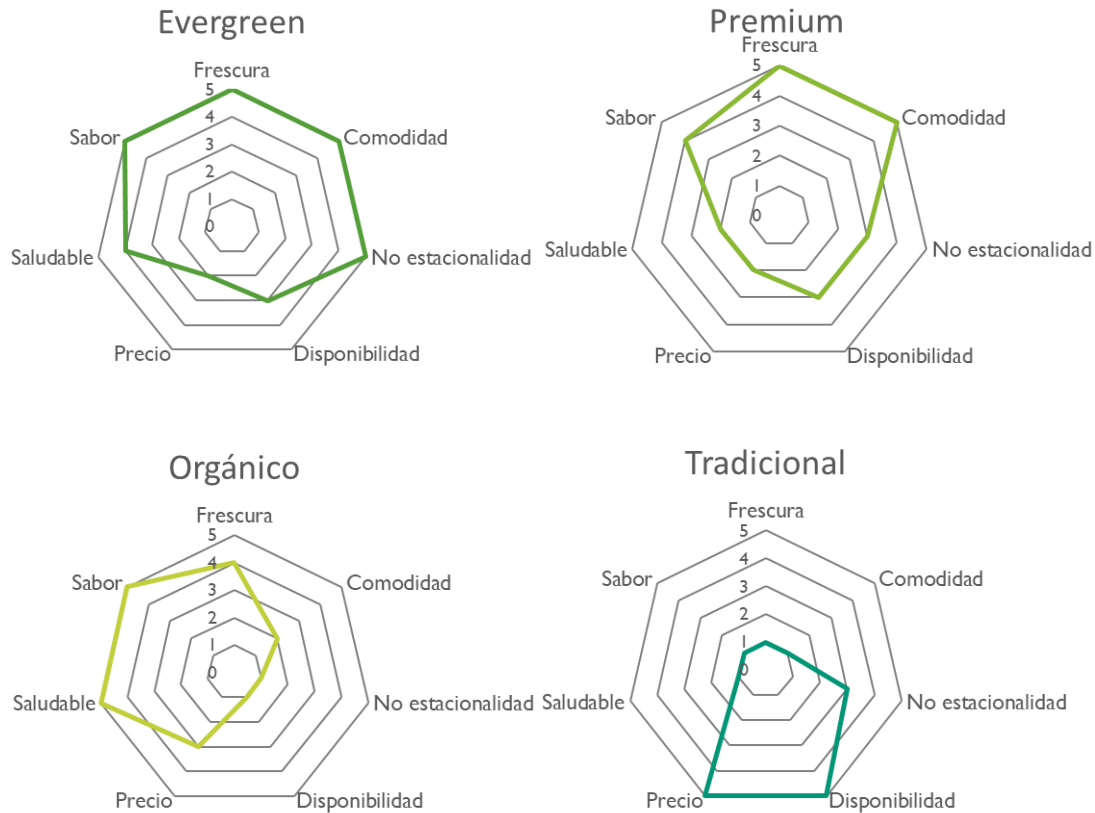 Evergreen
Frescura
5
4
3
2
1
0
Sabor
Comodidad
Saludable
No estacionalidad
Precio
Disponibilidad
Premium
Frescura
5
4
3
2
1
0
Sabor
Comodidad
Saludable
No estacionalidad
Precio
Disponibilidad
Orgánico
Frescura
5
4
3
2
1
0
Sabor
Comodidad
Saludable
No estacionalidad
Precio
Disponibilidad
Tradicional
Frescura
5
4
3
2
1
0
Sabor
Comodidad
Saludable
No estacionalidad
Precio
Disponibilidad